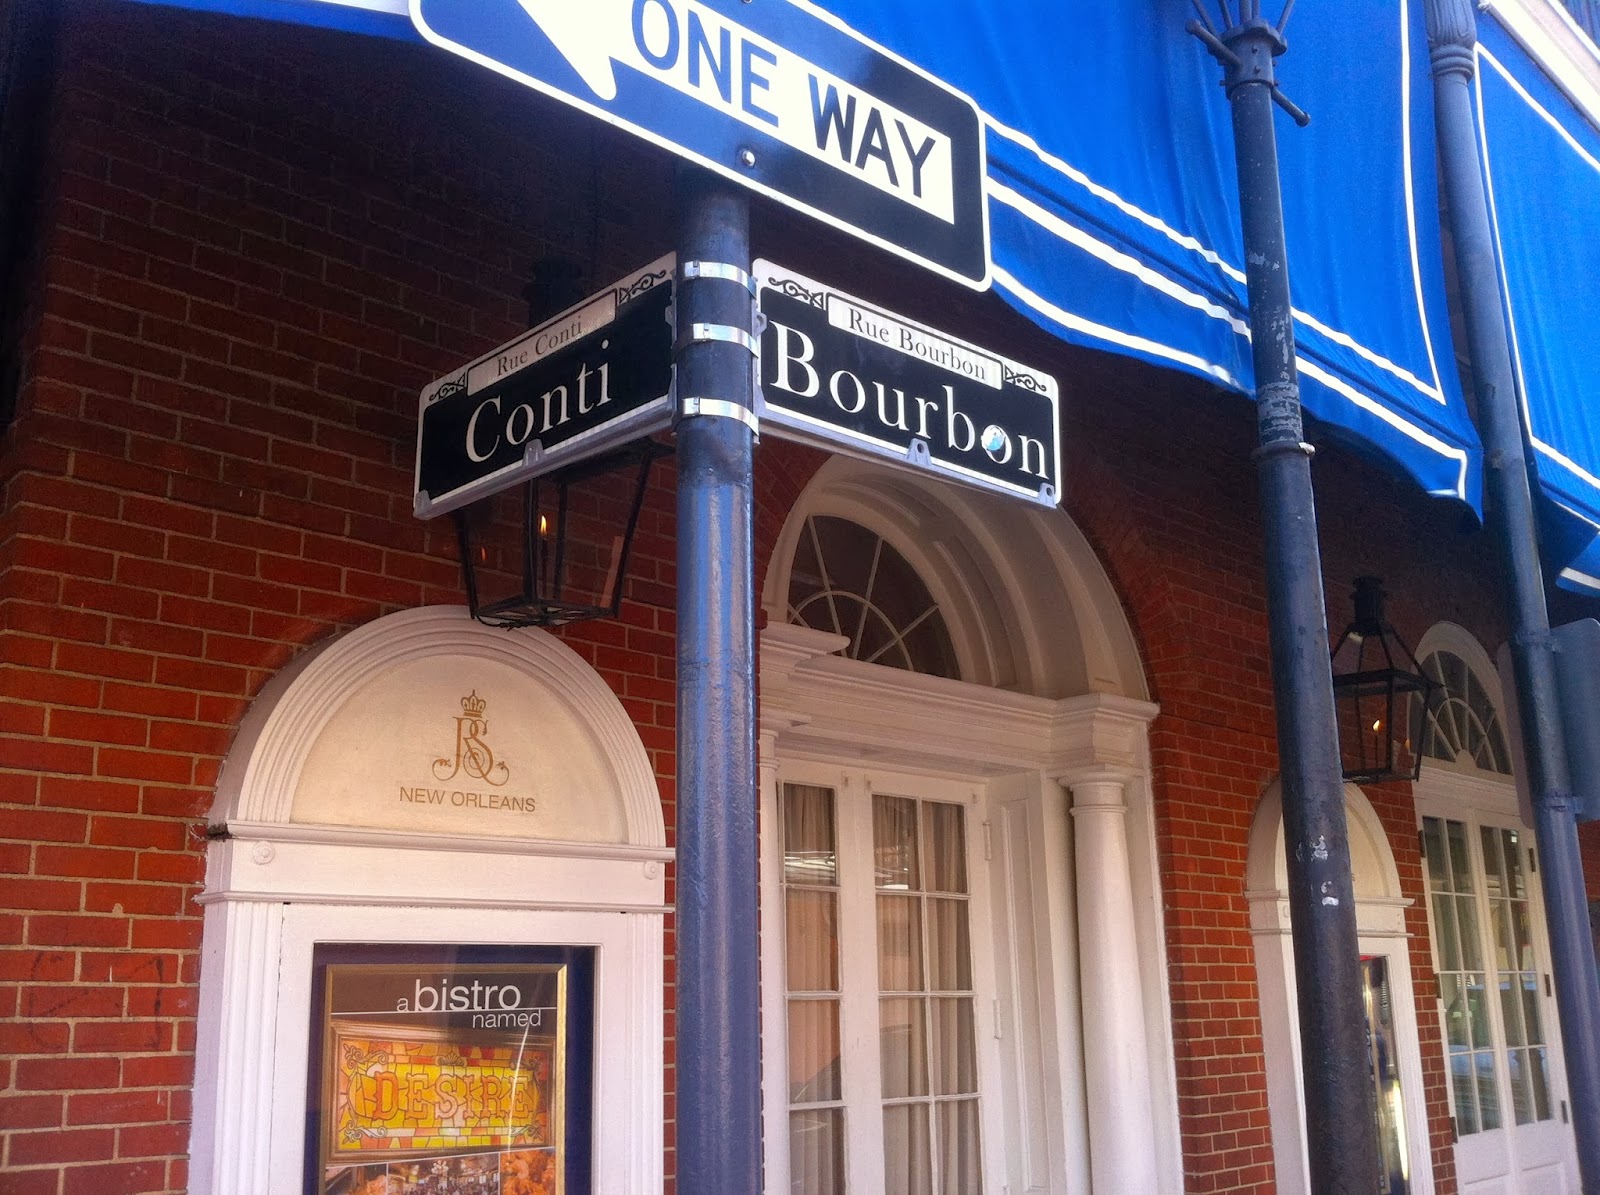 ONE WAY
Rue Conti
Conti
Rue Bourbon
Bourbon
RS
NEW ORLEANS
a bistro
named
DESIRE